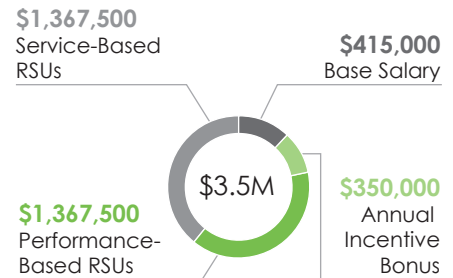 $1,367,500
Service-Based
RSUs
$415,000
Base Salary
$3.5M
$1,367,500
Performance-
Based RSUs
$350,000
Annual
Incentive
Bonus